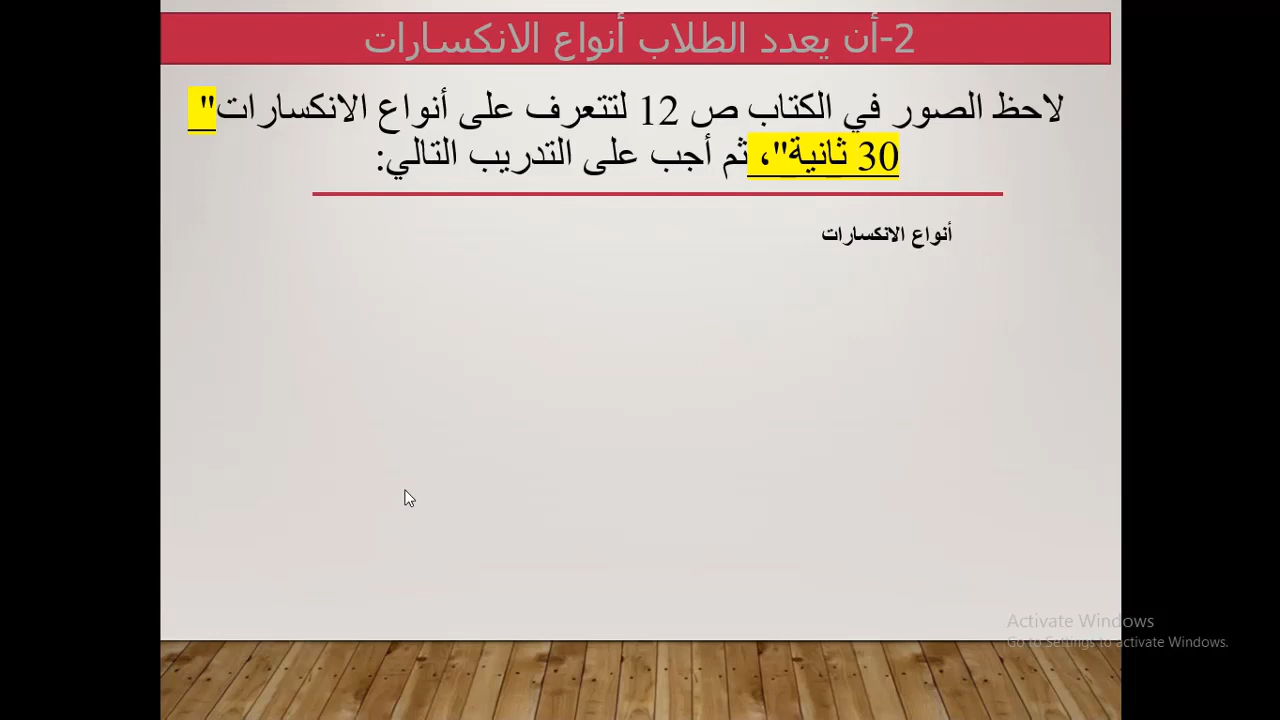 2-أن يعدد الطلاب أنواع الانكسارات
لاحظ الصور في الكتاب ص 12 لتتعرف على أنواع الانكسارات"
30 ثانية"، ثم أجب على التدريب التالي:
أنواع الانكسارات
Activate Windows
Go to Settings to activate Windows.